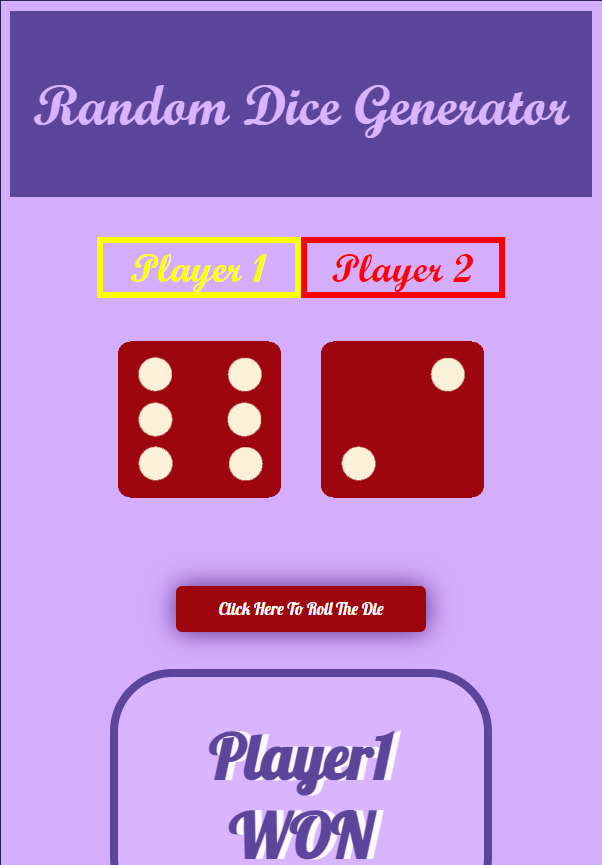 Random Dice Generator
Player 1 Player 2
Click Here To Roll The Die
Player1
WON